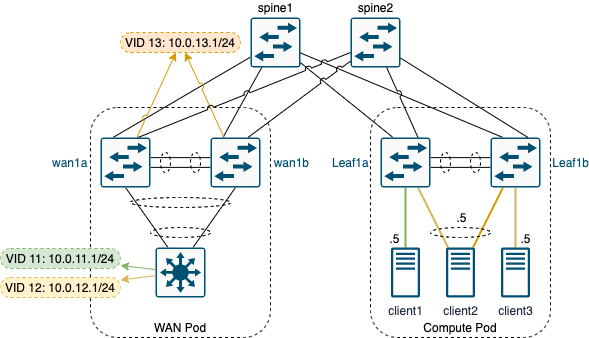 spine1
spine2
VID 13: 10.0.13.1/24
wan1a
wan1b
Leaf1a
Leaf1b
.5
.5
.5
VID 11: 10.0.11.1/24
VID 12: 10.0.12.1/24
client1
client2
client3
WAN Pod
Compute Pod